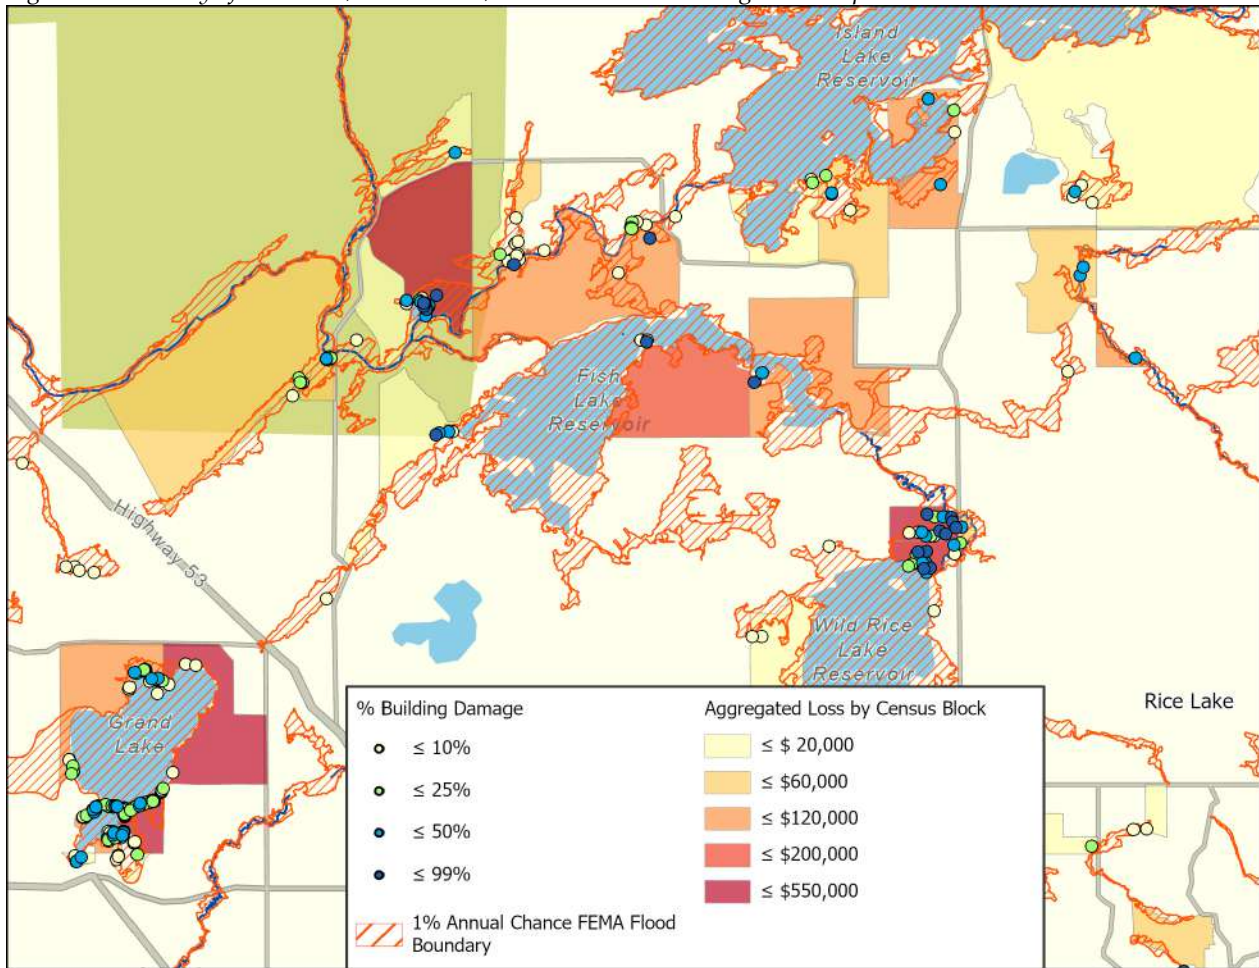 Island
Lake
Reservoir
Fish
Lake
Reservoir
Highway 53
Wild Rice
Lake
Reservoir
Grand
Lake
Rice Lake
% Building Damage
≤ 10%
≤ 25%
≤ 50%
≤ 99%
1% Annual Chance FEMA Flood
Boundary
Aggregated Loss by Census Block
≤ $ 20,000
≤ $60,000
≤ $120,000
≤ $200,000
≤ $550,000